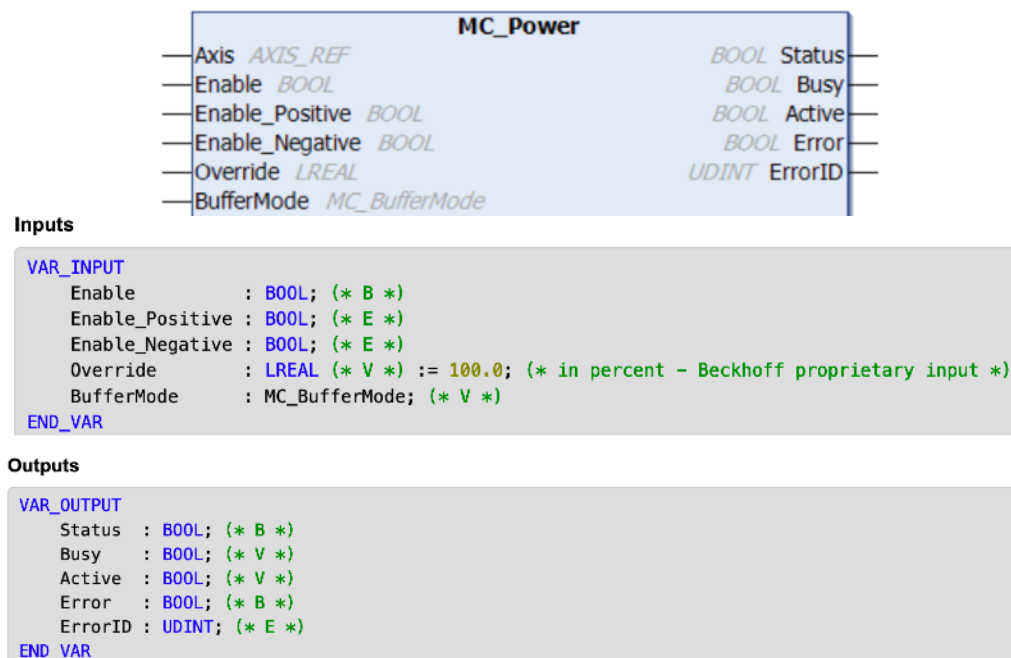 MC_Power
Axis AXIS_REF BOOL Status
Enable BOOL BOOL Busy
Enable_Positive BOOL BOOL Active
Enable_Negative BOOL BOOL Error
Override LREAL UDINT ErrorID
BufferMode MC_BufferMode
Inputs
VAR_INPUT
Enable : BOOL; (* B *)
Enable_Positive : BOOL; (* E *)
Enable_Negative : BOOL; (* E *)
Override : LREAL (* V *) := 100.0; (* in percent - Beckhoff proprietary input *)
BufferMode : MC_BufferMode; (* V *)
END_VAR
Outputs
VAR_OUTPUT
Status : BOOL; (* B *)
Busy : BOOL; (* V *)
Active : BOOL; (* V *)
Error : BOOL; (* B *)
ErrorID : UDINT; (* E *)
END_VAR